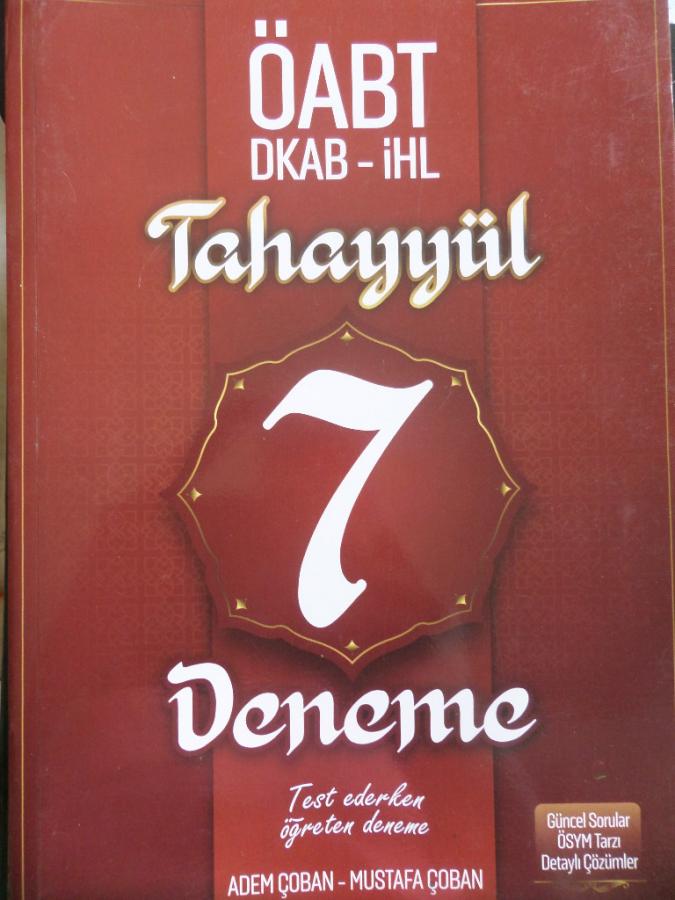 ÖABT
DKAB - iHL
Tahayyül
7
Deneme
Test ederken
öğreten deneme
Güncel Sorular
ÖSYM Tarzı
Detaylı Çözümler
ADEM ÇOBAN - MUSTAFA ÇOBAN